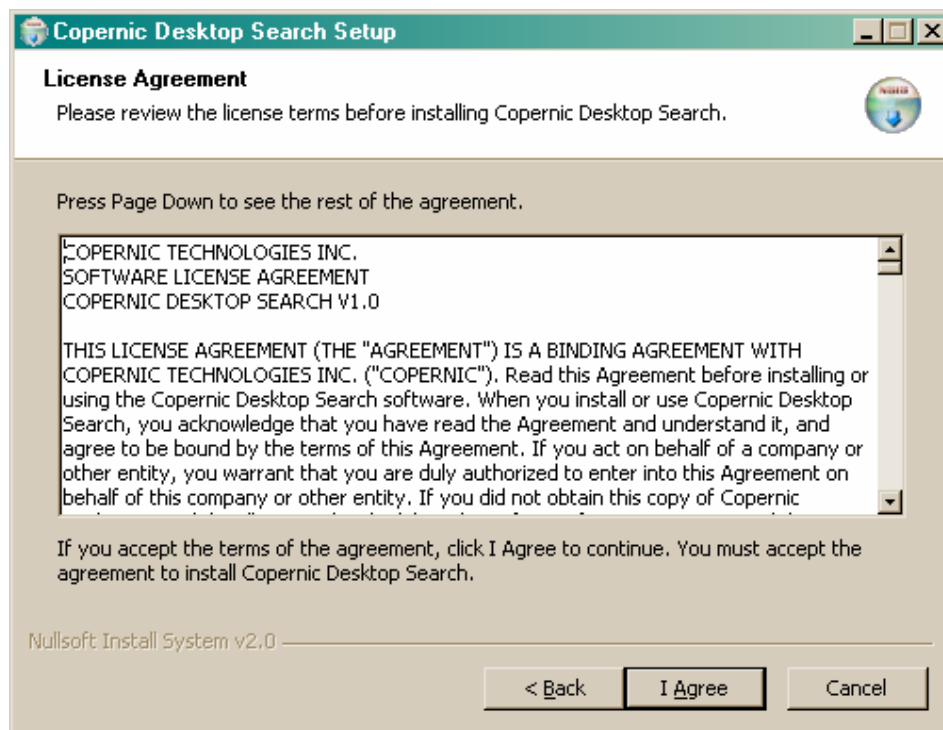 Copernic Desktop Search Setup
License Agreement
Please review the license terms before installing Copernic Desktop Search.
Press Page Down to see the rest of the agreement.
COPERNIC TECHNOLOGIES INC.
SOFTWARE LICENSE AGREEMENT
COPERNIC DESKTOP SEARCH V1.0
THIS LICENSE AGREEMENT (THE "AGREEMENT") IS A BINDING AGREEMENT WITH
COPERNIC TECHNOLOGIES INC. ("COPERNIC"). Read this Agreement before installing or
using the Copernic Desktop Search software. When you install or use Copernic Desktop
Search, you acknowledge that you have read the Agreement and understand it, and
agree to be bound by the terms of this Agreement. If you act on behalf of a company or
other entity, you warrant that you are duly authorized to enter into this Agreement on
behalf of this company or other entity. If you did not obtain this copy of Copernic
If you accept the terms of the agreement, click I Agree to continue. You must accept the
agreement to install Copernic Desktop Search.
Nullsoft Install System v2.0
< Back
I Agree
Cancel